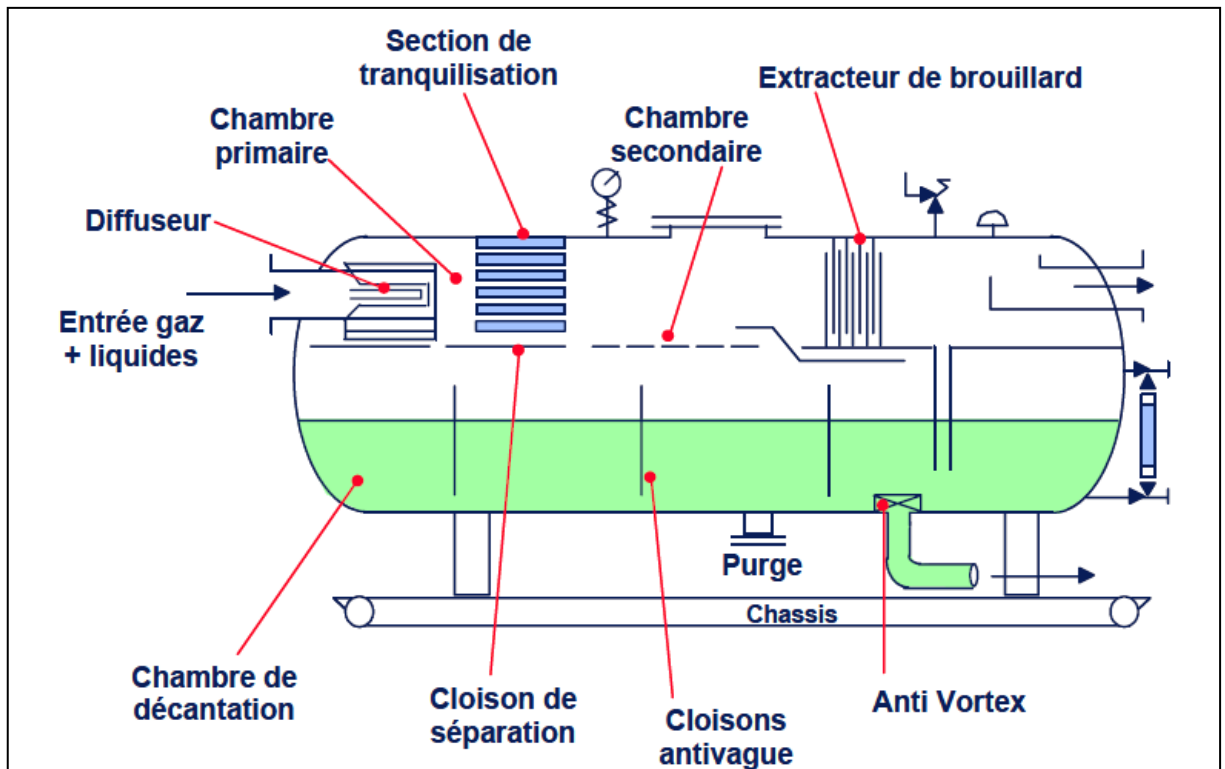 Section de
tranquilisation
Extracteur de brouillard
Chambre
primaire
Chambre
secondaire
Diffuseur
Entrée gaz
+ liquides
Purge
Chassis
Chambre de
décantation
Cloison de
séparation
Cloisons
antivague
Anti Vortex